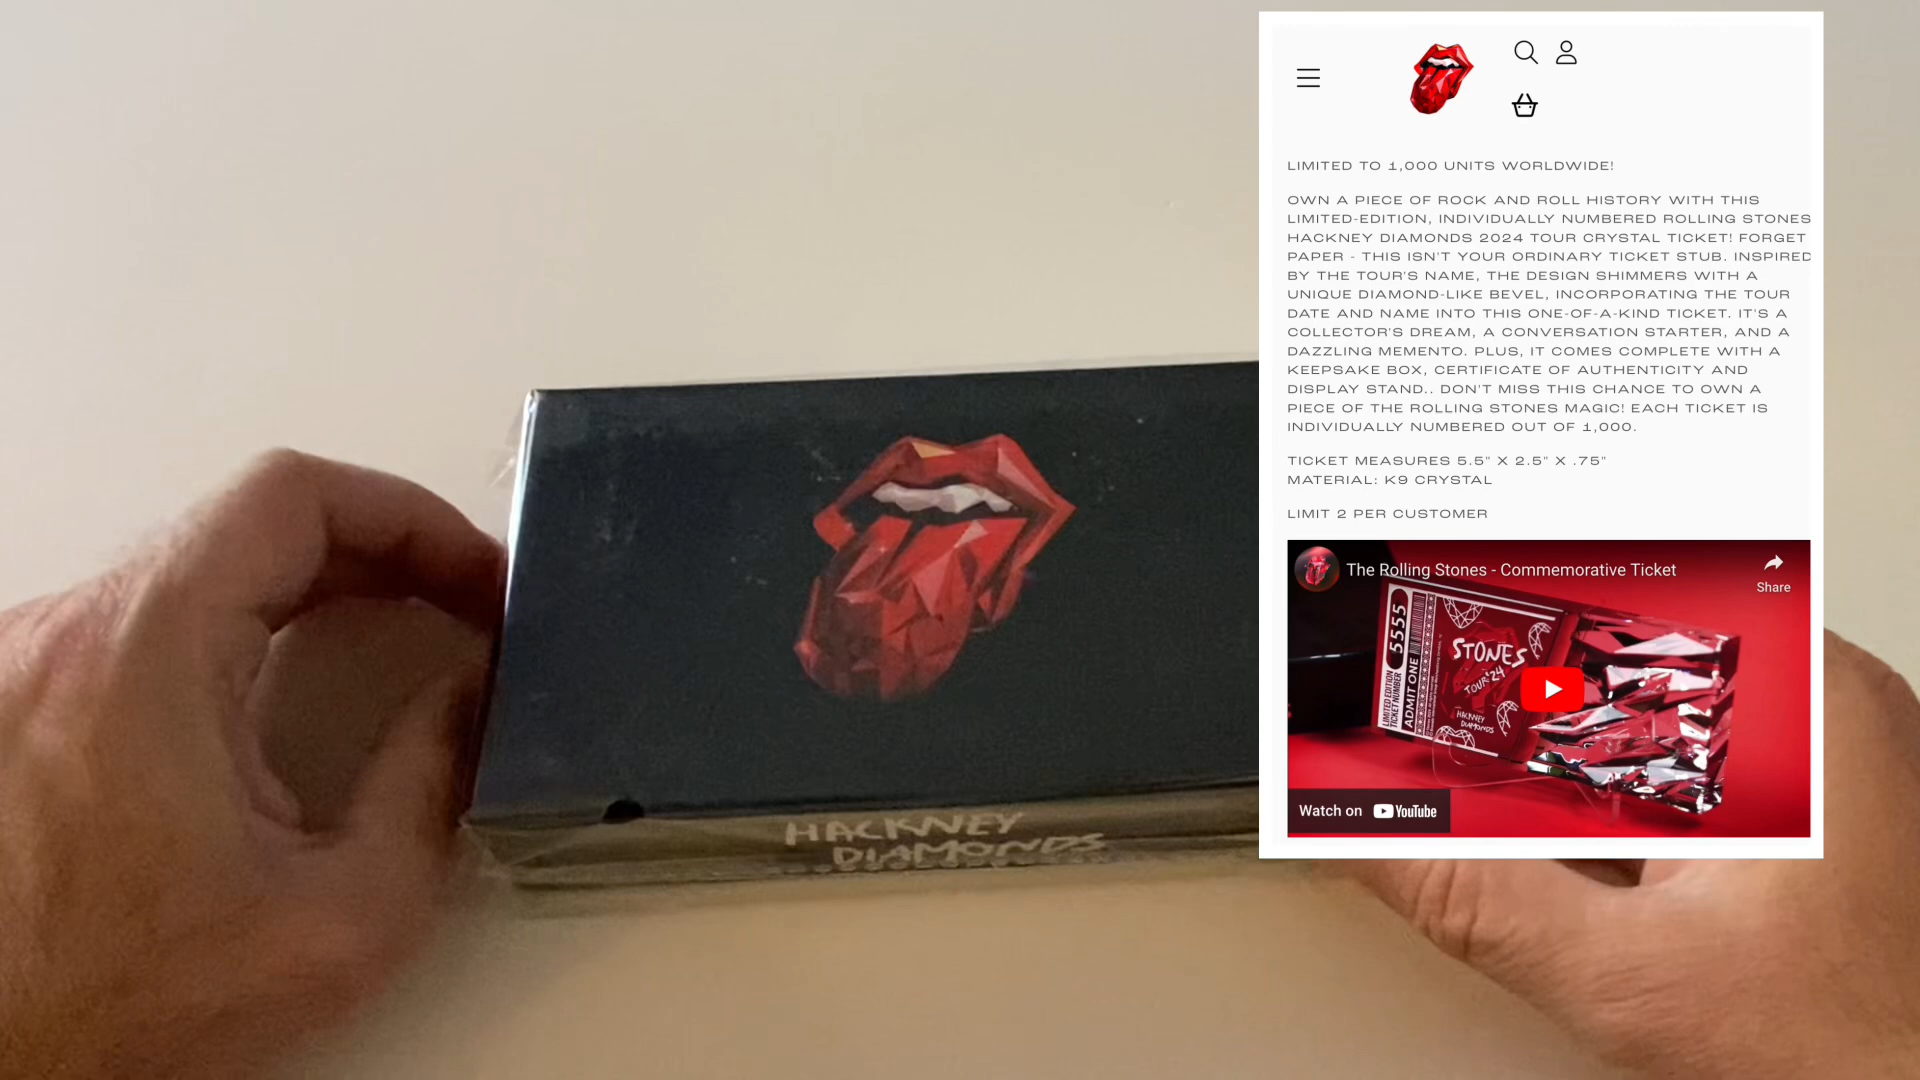 HACKNEY
DIAMONDS
LIMITED TO 1,000 UNITS WORLDWIDE!
OWN A PIECE OF ROCK AND ROLL HISTORY WITH THIS
LIMITED-EDITION, INDIVIDUALLY NUMBERED ROLLING STONES
HACKNEY DIAMONDS 2024 TOUR CRYSTAL TICKET! FORGET
PAPER - THIS ISN'T YOUR ORDINARY TICKET STUB. INSPIRED
BY THE TOUR'S NAME, THE DESIGN SHIMMERS WITH A
UNIQUE DIAMOND-LIKE BEVEL, INCORPORATING THE TOUR
DATE AND NAME INTO THIS ONE-OF-A-KIND TICKET. IT'S A
COLLECTOR'S DREAM, A CONVERSATION STARTER, AND A
DAZZLING MEMENTO. PLUS, IT COMES COMPLETE WITH A
KEEPSAKE BOX, CERTIFICATE OF AUTHENTICITY AND
DISPLAY STAND.. DON'T MISS THIS CHANCE TO OWN A
PIECE OF THE ROLLING STONES MAGIC! EACH TICKET IS
INDIVIDUALLY NUMBERED OUT OF 1,000.
TICKET MEASURES 5.5" X 2.5" X .75"
MATERIAL: K9 CRYSTAL
LIMIT 2 PER CUSTOMER
The Rolling Stones - Commemorative Ticket
Share
LIMITED EDITION
TICKET NUMBER
5555
ADMIT ONE
STONES
TOUR '24
HACKNEY
DIAMONDS
Watch on YouTube